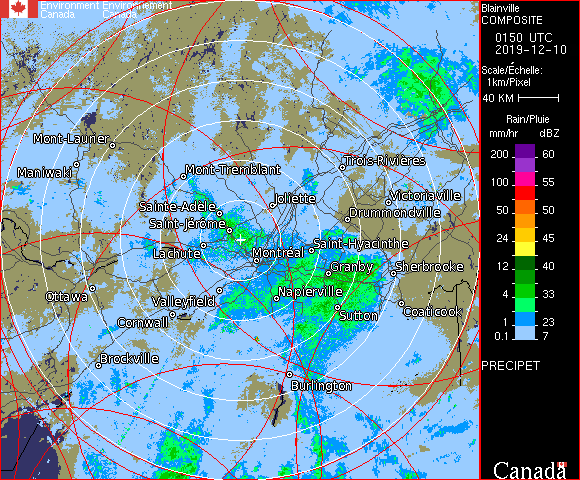 Environment Environnement
Canada Canada
Blainville
COMPOSITE
0150 UTC
2019-12-10
Scale/Échelle:
1km/Pixel
40 KM
Rain/Pluie
mm/hr dBZ
200 60
100 55
50 50
24 45
12 40
4 33
1 23
0.1 7
PRECIPET
Mont-Laurier
Maniwaki
Mont-Tremblant
Trois-Rivières
Joliette
Victoriaville
Sainte-Adele
Drummondville
Saint-Jérôme
Lachute
Montréal
Saint-Hyacinthe
Granby
Sherbrooke
Ottawa
Valleyfield
Napierville
Coaticook
Cornwall
Sutton
Brockville
Burlington
Canada